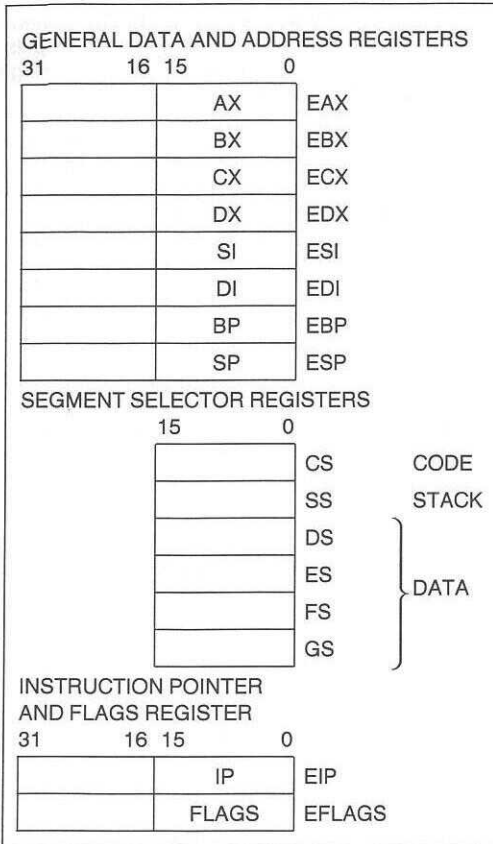 GENERAL DATA AND ADDRESS REGISTERS
31 16 15 0
AX EAX
BX EBX
CX ECX
DX EDX
SI ESI
DI EDI
BP EBP
SP ESP
SEGMENT SELECTOR REGISTERS
15 0
CS CODE
SS STACK
DS
ES
DATA
FS
GS
INSTRUCTION POINTER
AND FLAGS REGISTER
31 16 15 0
IP EIP
FLAGS EFLAGS